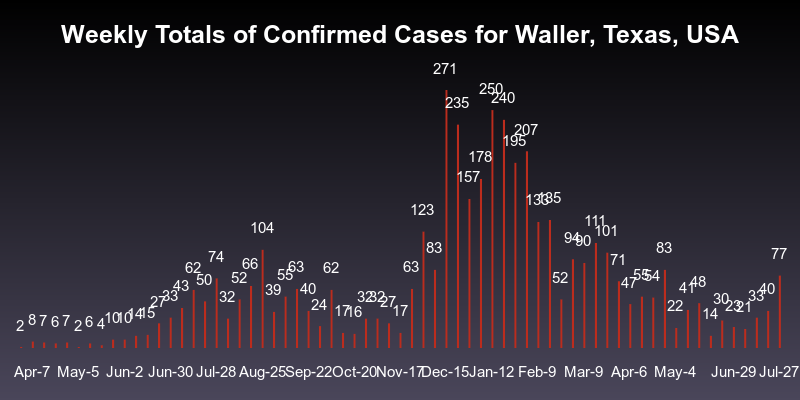 Weekly Totals of Confirmed Cases for Waller, Texas, USA
2 8 7 6 7 2 6 4 10 10 14 15 27 33 43 62 50 74 32 52 66 104 39 55 63 40 24 62 17 16 32 32 27 17 63 123 83 271 235 157 178 250 240 195 207 133 135 52 94 90 111 101 71 47 55 54 83 22 41 48 14 30 23 21 33 40 77
Apr-7 May-5 Jun-2 Jun-30 Jul-28 Aug-25 Sep-22 Oct-20 Nov-17 Dec-15 Jan-12 Feb-9 Mar-9 Apr-6 May-4 Jun-29 Jul-27